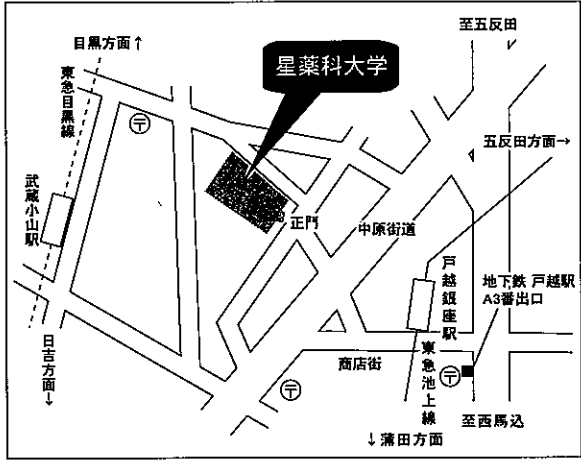 至五反田
目黒方面↑
星薬科大学
東急目黒線
〒
五反田方面→
武蔵小山駅
正門
中原街道
戸越銀座駅
地下鉄 戸越駅
A3番出口
日吉方面↓
商店街
東急池上線
〒
〒
至西馬込
↓蒲田方面